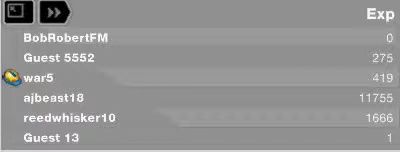 Exp
BobRobertFM 0
Guest 5552 275
war5 419
ajbeast18 11755
reedwhisker10 1666
Guest 13 1